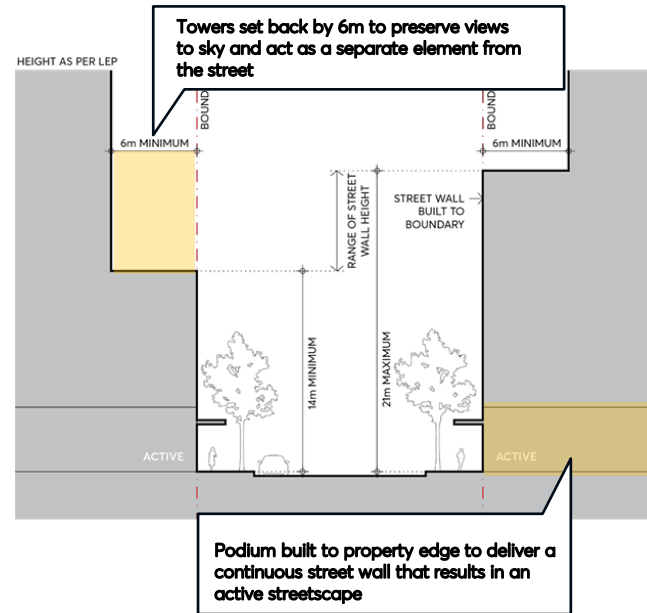 Towers set back by 6m to preserve views
to sky and act as a separate element from
the street
HEIGHT AS PER LEP
BOUND
BOUND
6m MINIMUM
6m MINIMUM
RANGE OF STREET
WALL HEIGHT
STREET WALL
BUILT TO
BOUNDARY
14m MINIMUM
21m MAXIMUM
ACTIVE
ACTIVE
Podium built to property edge to deliver a
continuous street wall that results in an
active streetscape